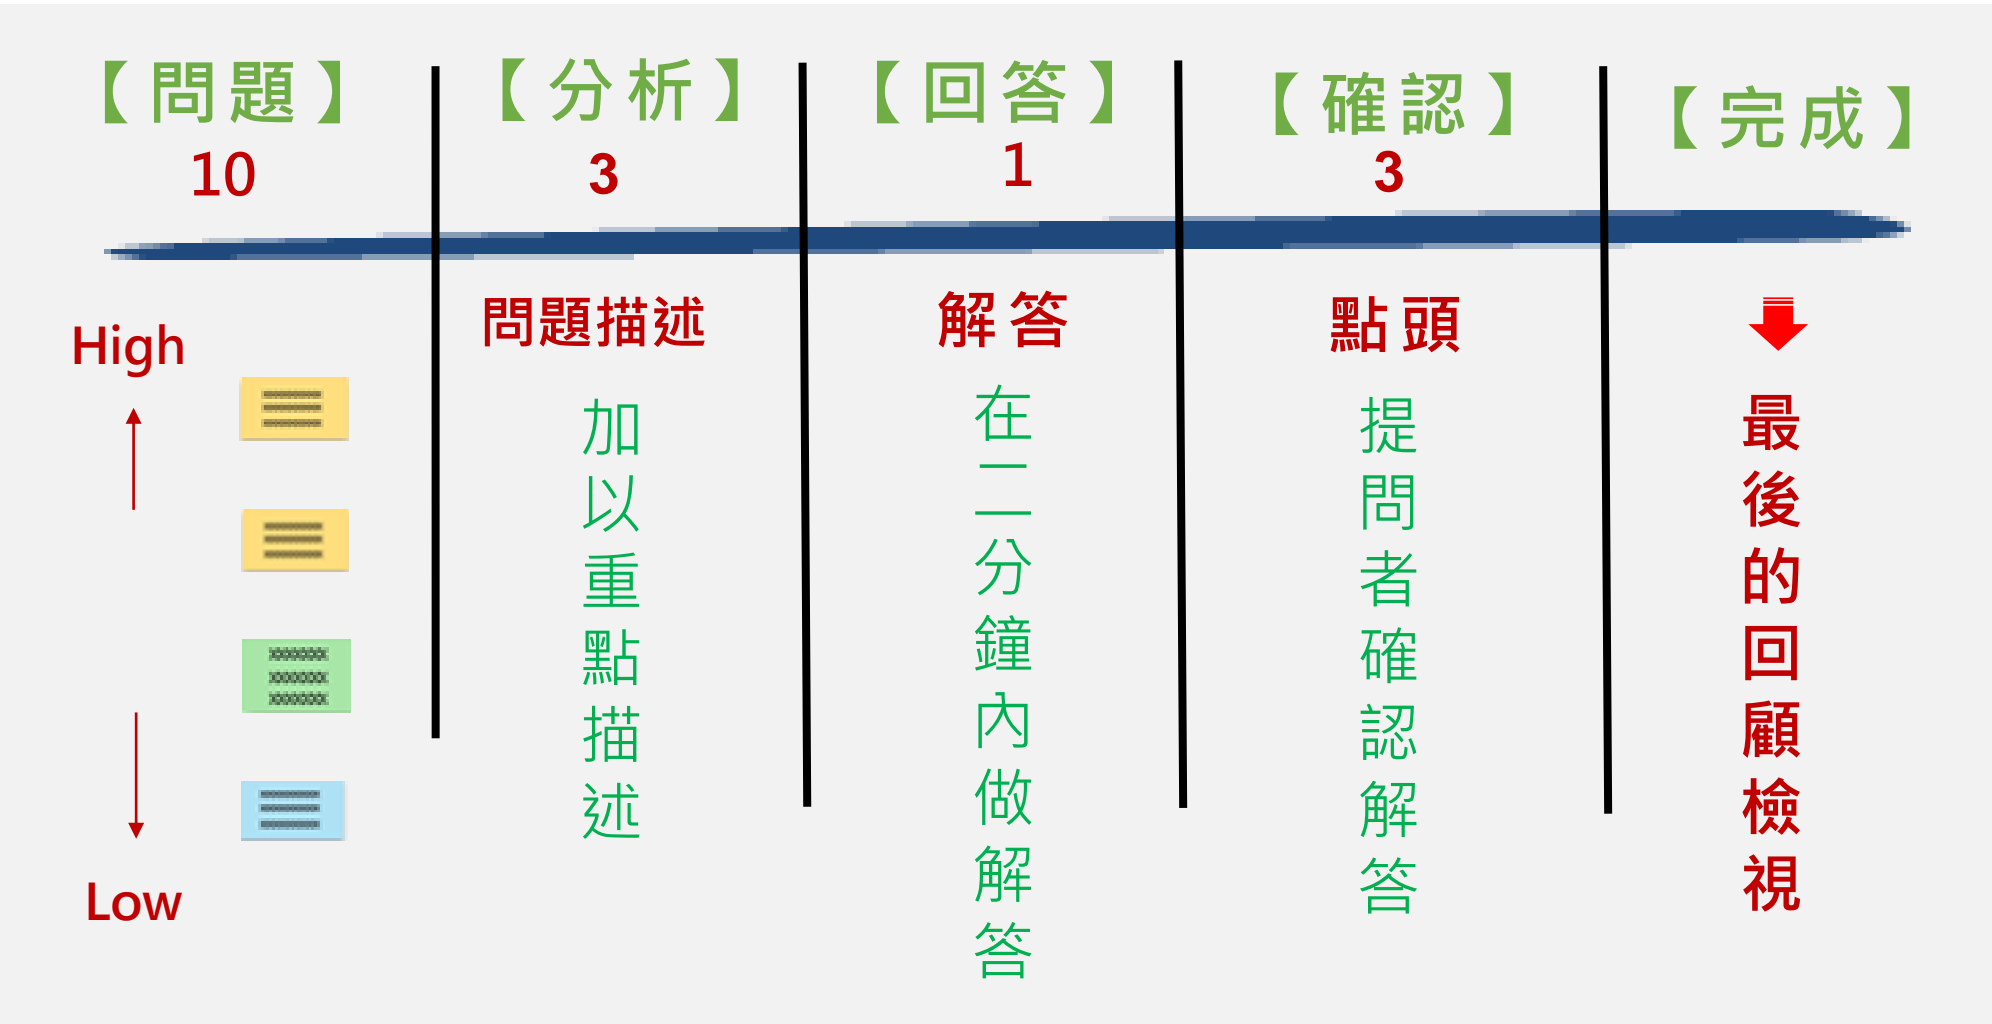 【問題】
10
High
Low
【分析】
3
問題描述
加以重點描述
【回答】
1
解答
在二分鐘內做解答
【確認】
3
點頭
提問者確認解答
【完成】
最後的回顧檢視